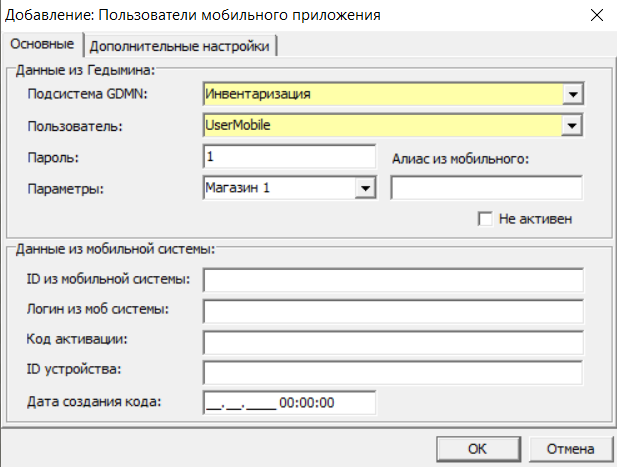 Добавление: Пользователи мобильного приложения
Основные Дополнительные настройки
Данные из Гедымина:
Подсистема GDMN: Инвентаризация
Пользователь: UserMobile
Пароль: 1 Алиас из мобильного:
Параметры: Магазин 1
Не активен
Данные из мобильной системы:
ID из мобильной системы:
Логин из моб системы:
Код активации:
ID устройства:
Дата создания кода: __.__.____ 00:00:00
OK Отмена